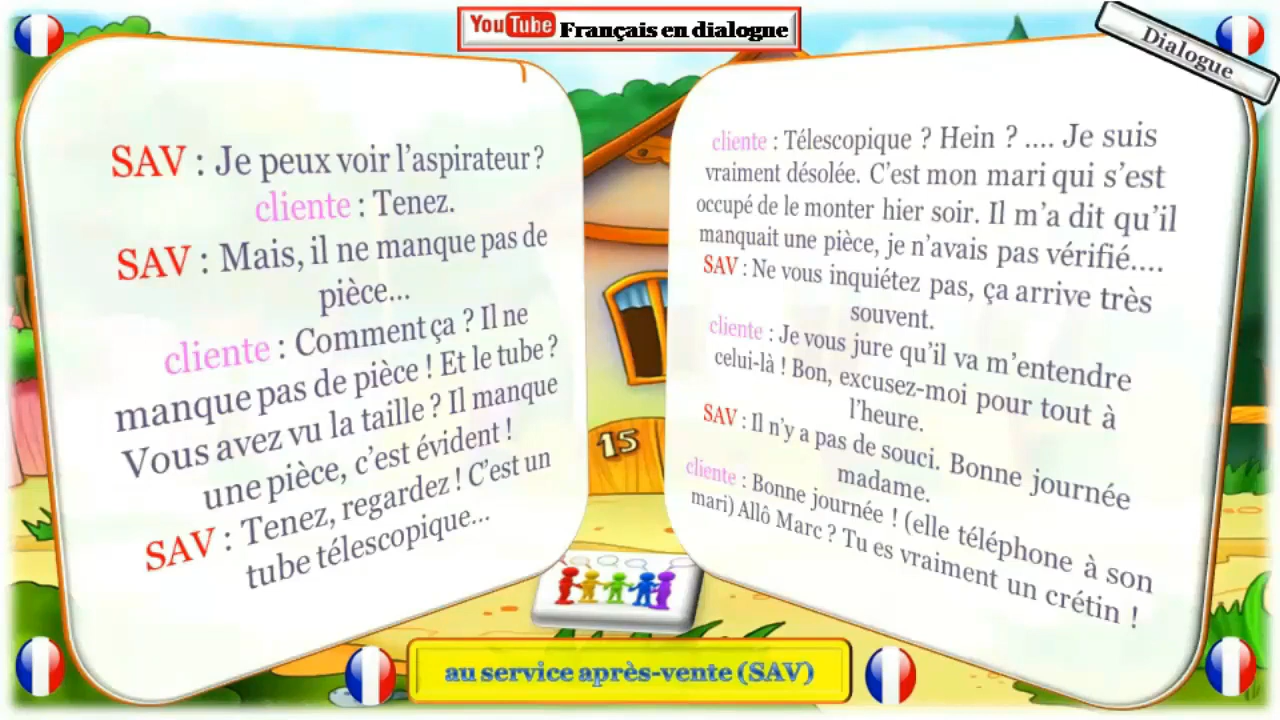 YouTube Français en dialogue
Dialogue
SAV : Je peux voir l’aspirateur ?
cliente : Tenez.
SAV : Mais, il ne manque pas de
pièce...
cliente : Comment ça ? Il ne
manque pas de pièce ! Et le tube ?
Vous avez vu la taille ? Il manque
une pièce, c’est évident !
SAV : Tenez, regardez ! C’est un
tube télescopique...
cliente : Télescopique ? Hein ? .... Je suis
vraiment désolée. C’est mon mari qui s’est
occupé de le monter hier soir. Il m’a dit qu’il
manquait une pièce, je n’avais pas vérifié....
SAV : Ne vous inquiétez pas, ça arrive très
souvent.
cliente : Je vous jure qu’il va m’entendre
celui-là ! Bon, excusez-moi pour tout à
l’heure.
SAV : Il n’y a pas de souci. Bonne journée
madame.
cliente : Bonne journée ! (elle téléphone à son
mari) Allô Marc ? Tu es vraiment un crétin !
15
au service après-vente (SAV)